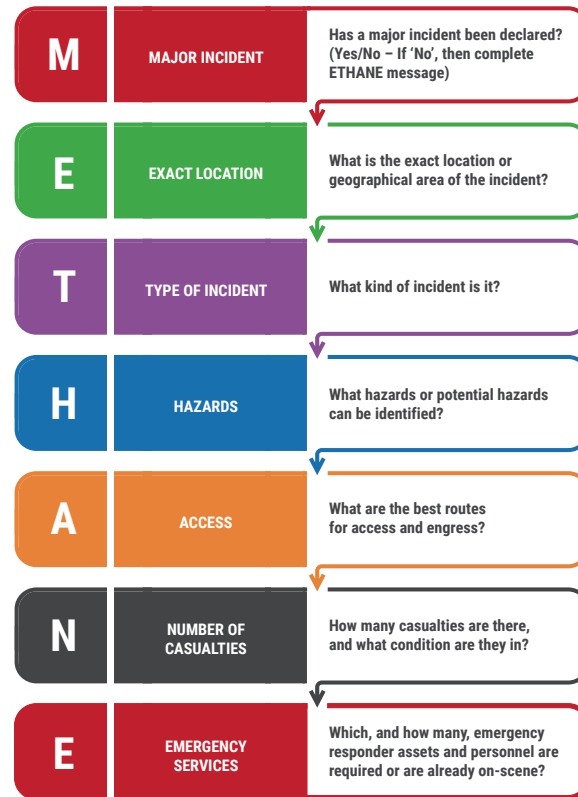 M
MAJOR INCIDENT
Has a major incident been declared?
(Yes/No – If ‘No’, then complete
ETHANE message)
E
EXACT LOCATION
What is the exact location or
geographical area of the incident?
T
TYPE OF INCIDENT
What kind of incident is it?
H
HAZARDS
What hazards or potential hazards
can be identified?
A
ACCESS
What are the best routes
for access and engress?
N
NUMBER OF
CASUALTIES
How many casualties are there,
and what condition are they in?
E
EMERGENCY
SERVICES
Which, and how many, emergency
responder assets and personnel are
required or are already on-scene?